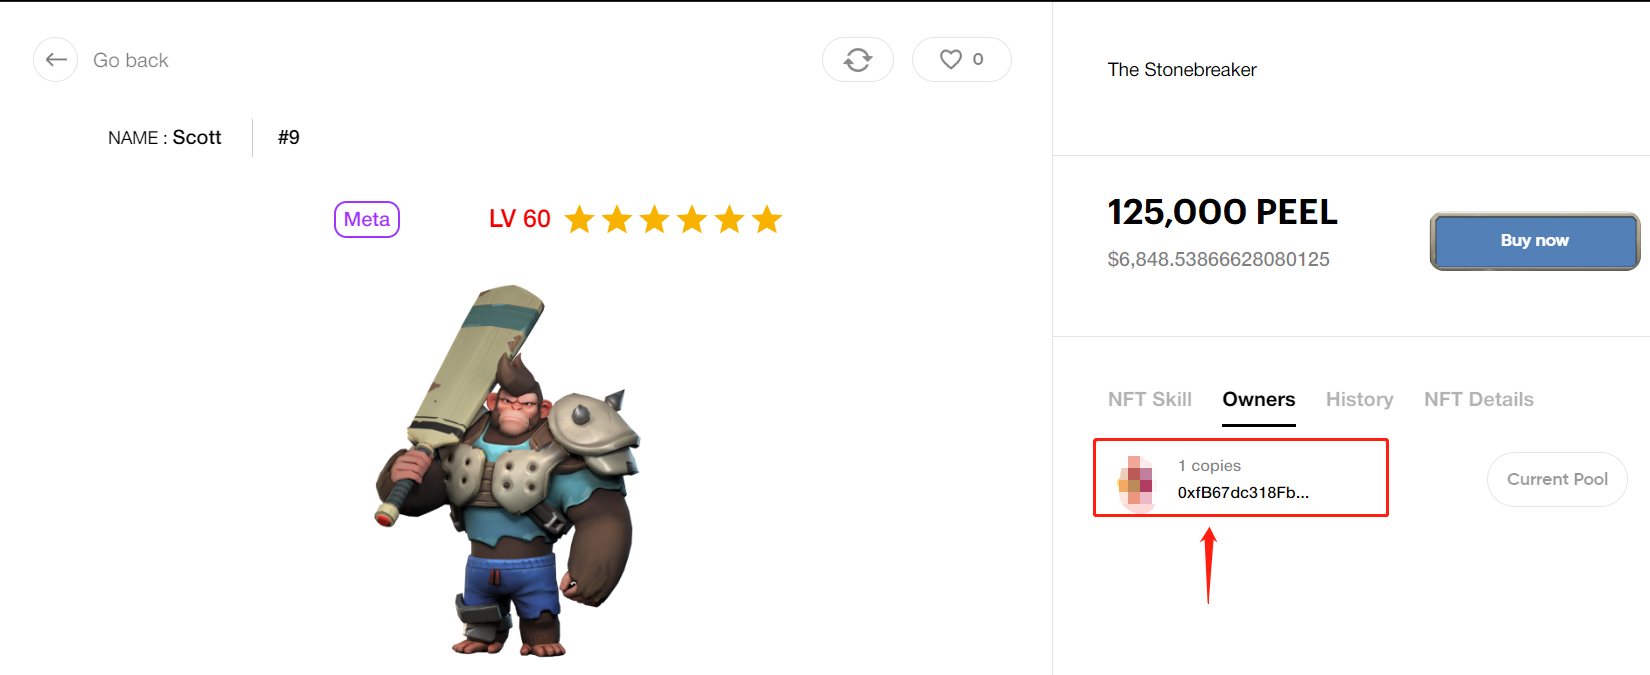 Go back
0
NAME : Scott
#9
Meta
LV 60
The Stonebreaker
125,000 PEEL
$6,848.53866628080125
Buy now
NFT Skill
Owners
History
NFT Details
1 copies
0xfB67dc318Fb...
Current Pool